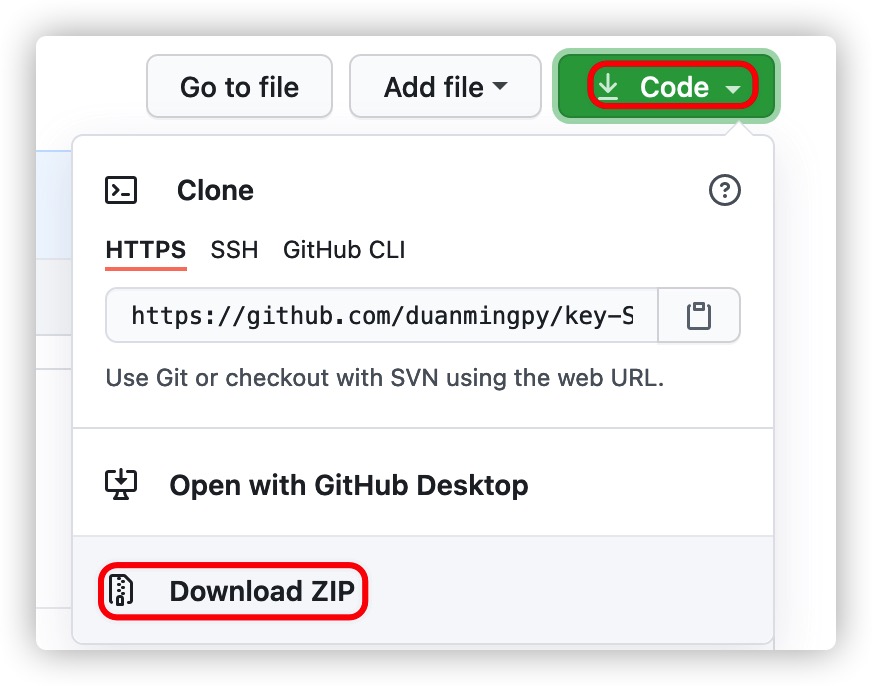 Go to file Add file Code
Clone
HTTPS SSH GitHub CLI
https://github.com/duanmingpy/key-S
Use Git or checkout with SVN using the web URL.
Open with GitHub Desktop
Download ZIP